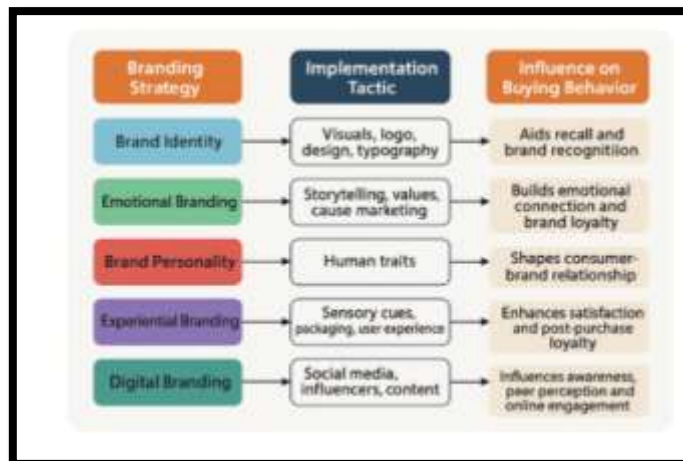 Branding
Strategy
Implementation
Tactic
Influence on
Buying Behavior
Brand Identity
Visuals, logo,
design, typography
Aids recall and
brand recognitiion
Emotional Branding
Storytelling, values,
cause marketing
Builds emotional
connection and
brand loyalty
Brand Personality
Human traits
Shapes consumer-
brand relationship
Experiential Branding
Sensory cues,
packaging, user experience
Enhances satisfaction
and post-purchase
loyalty
Digital Branding
Social media,
influencers, content
Influences awareness,
peer perception and
online engagement